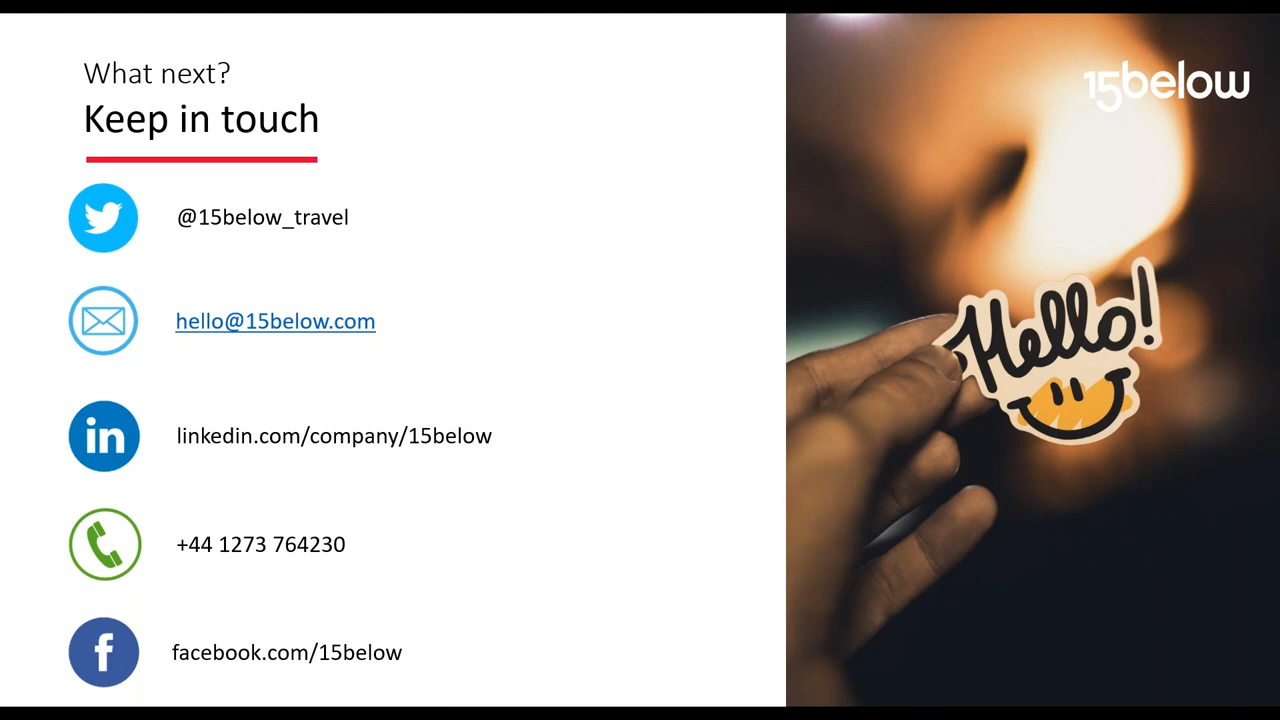 What next?
Keep in touch
15below
@15below_travel
hello@15below.com
linkedin.com/company/15below
+44 1273 764230
facebook.com/15below
Hello!